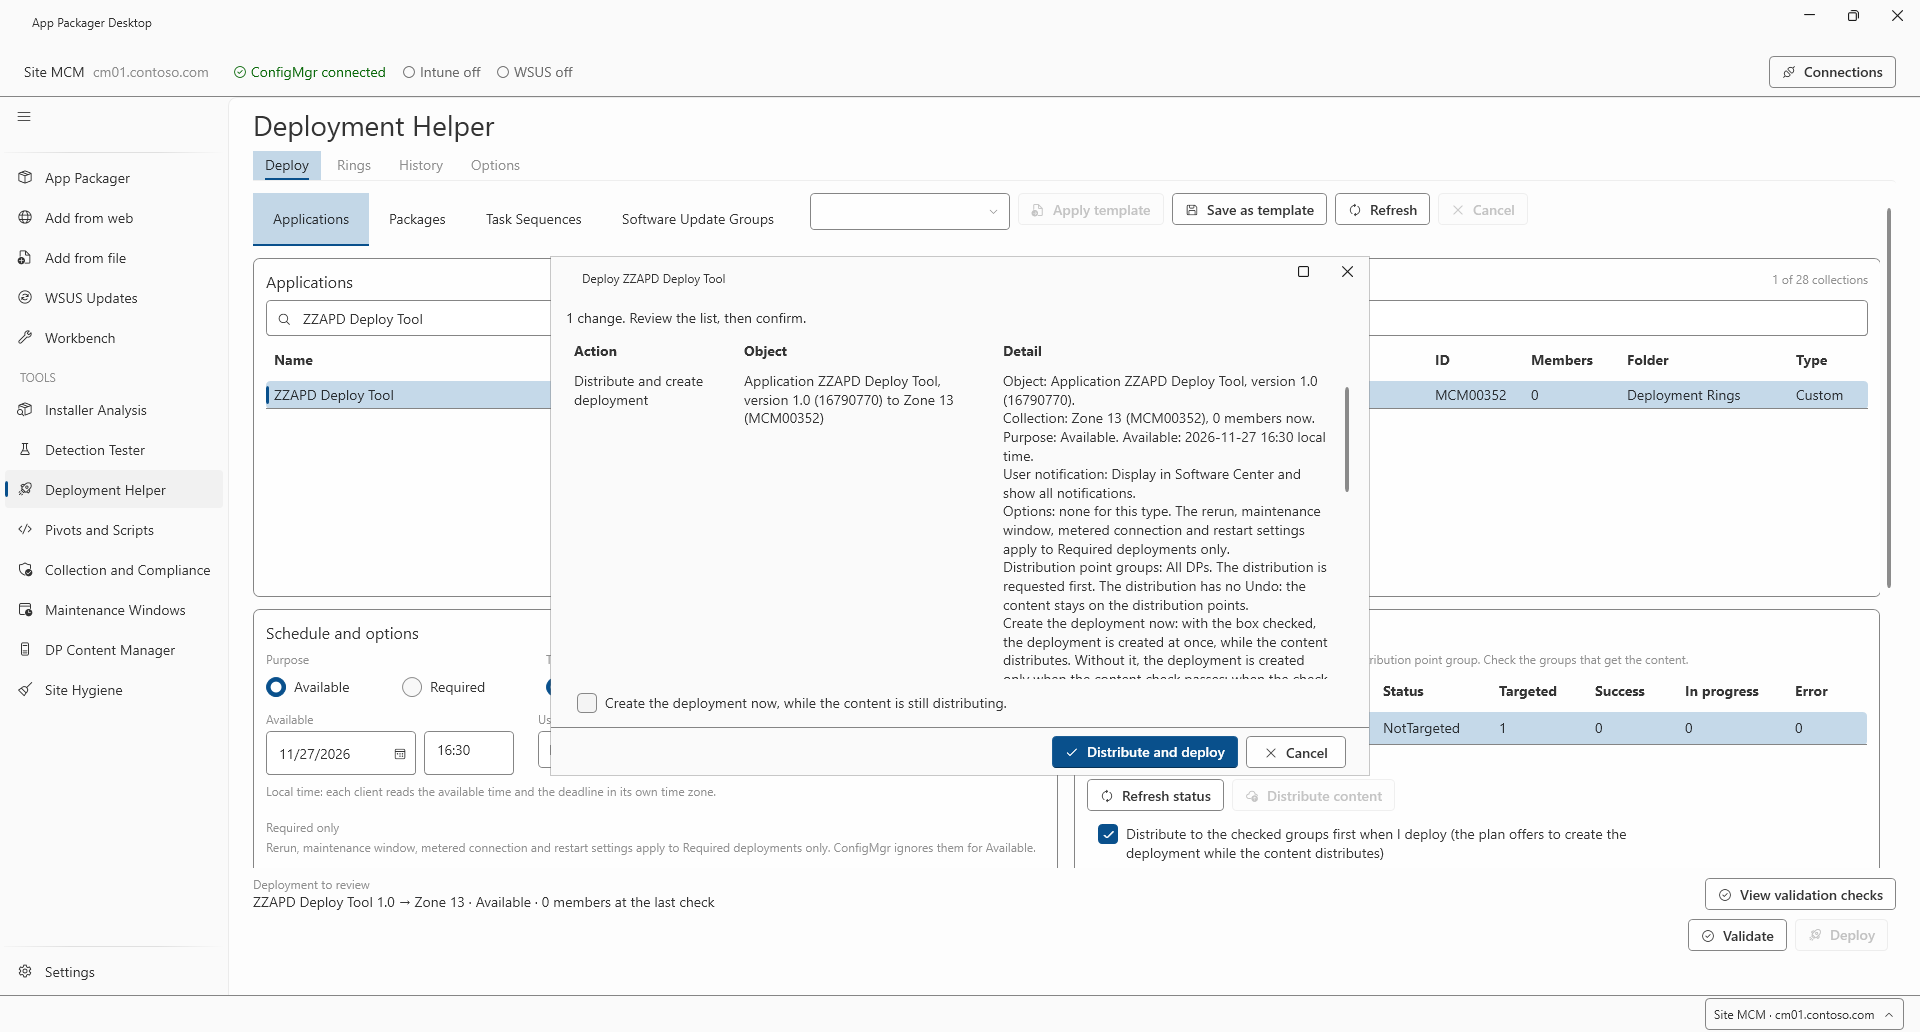 App Packager Desktop
Site MCM cm01.contoso.com ConfigMgr connected Intune off WSUS off Connections
Deployment Helper
Deploy Rings History Options
Applications Packages Task Sequences Software Update Groups Apply template Save as template Refresh Cancel
App Packager
Add from web
Add from file
WSUS Updates
Workbench
TOOLS
Installer Analysis
Detection Tester
Deployment Helper
Pivots and Scripts
Collection and Compliance
Maintenance Windows
DP Content Manager
Site Hygiene
Settings
Applications
1 of 28 collections
ZZAPD Deploy Tool
Name
ID Members Folder Type
ZZAPD Deploy Tool
MCM00352 0 Deployment Rings Custom
Deploy ZZAPD Deploy Tool
1 change. Review the list, then confirm.
Action Object Detail
Distribute and create
deployment
Application ZZAPD Deploy Tool,
version 1.0 (16790770) to Zone 13
(MCM00352)
Object: Application ZZAPD Deploy Tool, version 1.0
(16790770).
Collection: Zone 13 (MCM00352), 0 members now.
Purpose: Available. Available: 2026-11-27 16:30 local
time.
User notification: Display in Software Center and
show all notifications.
Options: none for this type. The rerun, maintenance
window, metered connection and restart settings
apply to Required deployments only.
Distribution point groups: All DPs. The distribution is
requested first. The distribution has no Undo: the
content stays on the distribution points.
Create the deployment now: with the box checked,
the deployment is created at once, while the content
distributes. Without it, the deployment is created
only when the content check passes; when the check
Create the deployment now, while the content is still distributing.
Distribute and deploy Cancel
Schedule and options
Purpose
Available Required
Available
11/27/2026 16:30
Local time: each client reads the available time and the deadline in its own time zone.
Required only
Rerun, maintenance window, metered connection and restart settings apply to Required deployments only. ConfigMgr ignores them for Available.
point group. Check the groups that get the content.
Status Targeted Success In progress Error
NotTargeted 1 0 0 0
Refresh status Distribute content
Distribute to the checked groups first when I deploy (the plan offers to create the
deployment while the content distributes)
Deployment to review
ZZAPD Deploy Tool 1.0 → Zone 13 · Available · 0 members at the last check
View validation checks
Validate Deploy
Site MCM · cm01.contoso.com